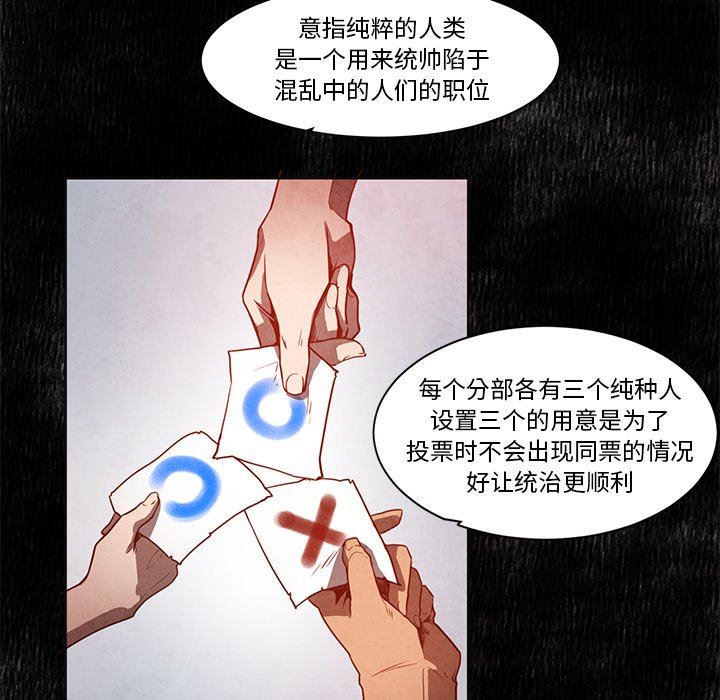 意指纯粹的人类
是一个用来统帅陷于
混乱中的人们的职位
每个分部各有三个纯种人
设置三个的用意是为了
投票时不会出现同票的情况
好让统治更顺利